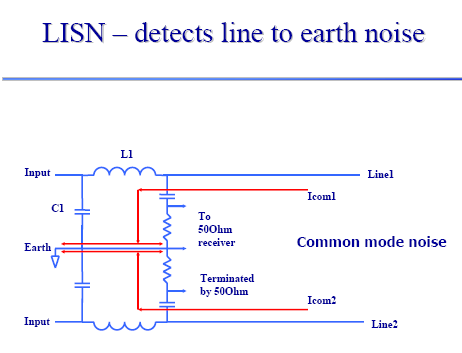 LISN – detects line to earth noise
L1
Input
Line1
Icom1
C1
To
50Ohm
receiver
Common mode noise
Earth
Terminated
by 50Ohm
Icom2
Input
Line2